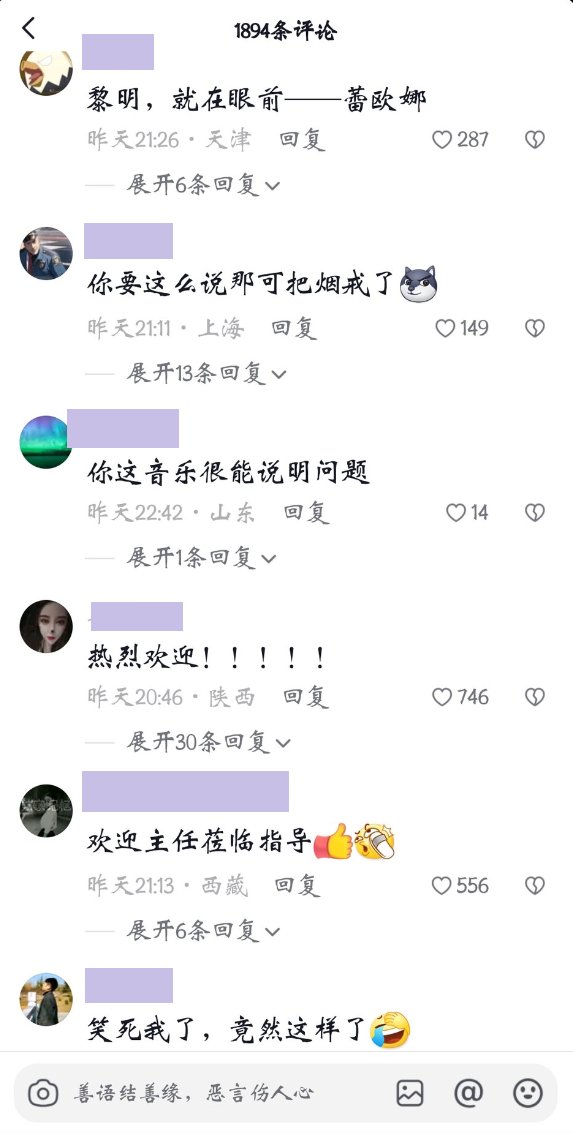 1894条评论
黎明，就在眼前——蕾欧娜
昨天21:26 · 天津 回复 287
展开6条回复
你要这么说那可把烟戒了
昨天21:11 · 上海 回复 149
展开13条回复
你这音乐很能说明问题
昨天22:42 · 山东 回复 14
展开1条回复
热烈欢迎！！！！！
昨天20:46 · 陕西 回复 746
展开30条回复
欢迎主任莅临指导
昨天21:13 · 西藏 回复 556
展开6条回复
笑死我了，竟然这样了
善语结善缘，恶言伤人心